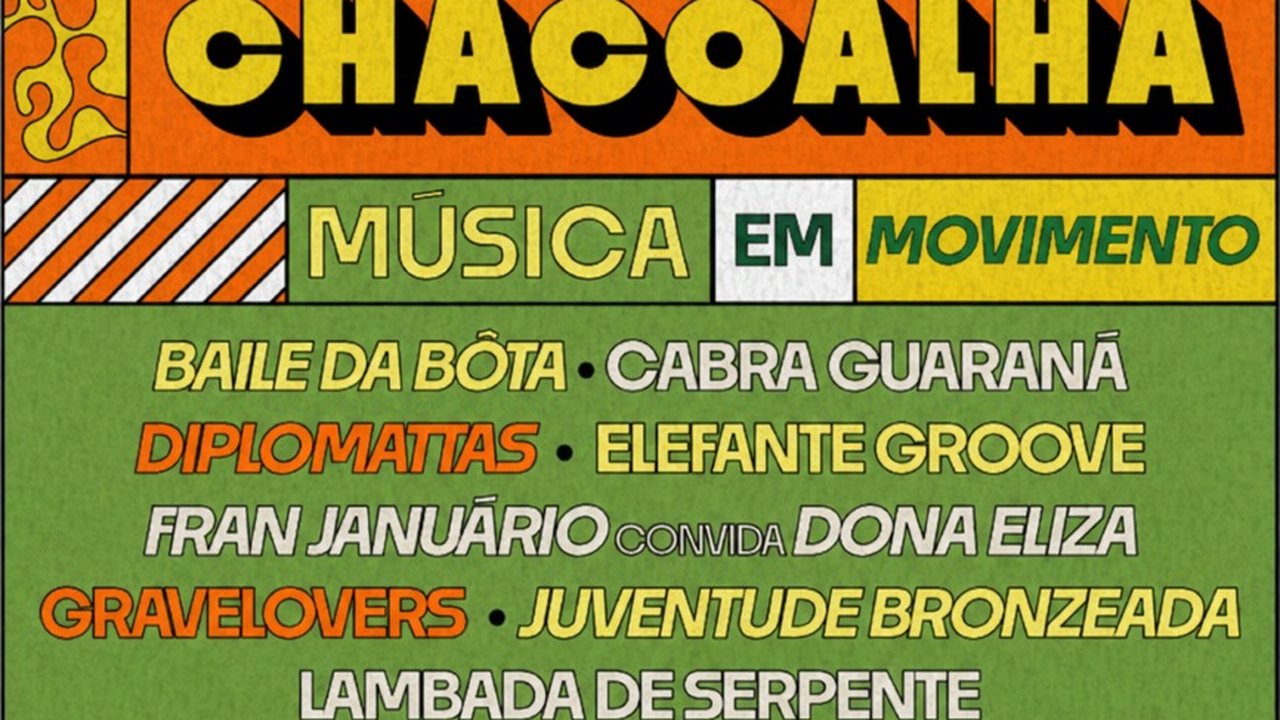 CHACOALHA
MÚSICA EM MOVIMENTO
BAILE DA BÔTA • CABRA GUARANÁ
DIPLOMATTAS • ELEFANTE GROOVE
FRAN JANUÁRIO CONVIDA DONA ELIZA
GRAVELOVERS • JUVENTUDE BRONZEADA
LAMBADA DE SERPENTE